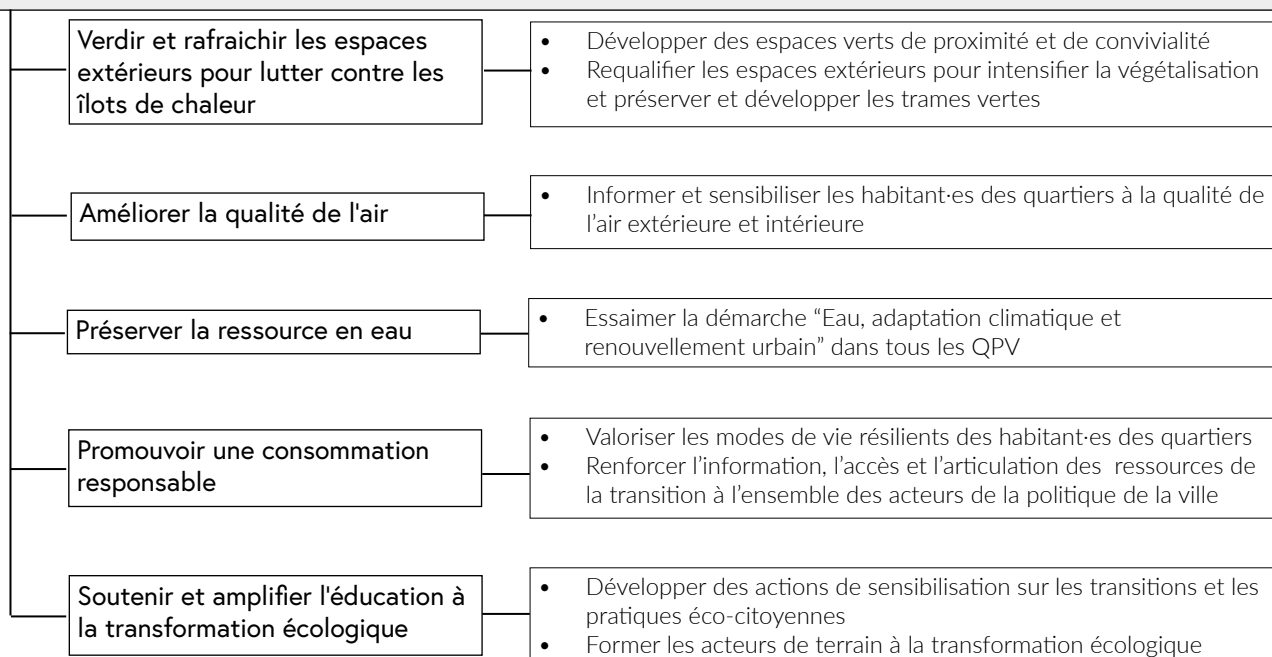 Verdir et rafraichir les espaces
extérieurs pour lutter contre les
îlots de chaleur
• Développer des espaces verts de proximité et de convivialité
• Requalifier les espaces extérieurs pour intensifier la végétalisation
et préserver et développer les trames vertes
Améliorer la qualité de l'air
• Informer et sensibiliser les habitant·es des quartiers à la qualité de
l’air extérieure et intérieure
Préserver la ressource en eau
• Essaimer la démarche “Eau, adaptation climatique et
renouvellement urbain” dans tous les QPV
Promouvoir une consommation
responsable
• Valoriser les modes de vie résilients des habitant·es des quartiers
• Renforcer l’information, l’accès et l’articulation des ressources de
la transition à l’ensemble des acteurs de la politique de la ville
Soutenir et amplifier l'éducation à
la transformation écologique
• Développer des actions de sensibilisation sur les transitions et les
pratiques éco-citoyennes
• Former les acteurs de terrain à la transformation écologique